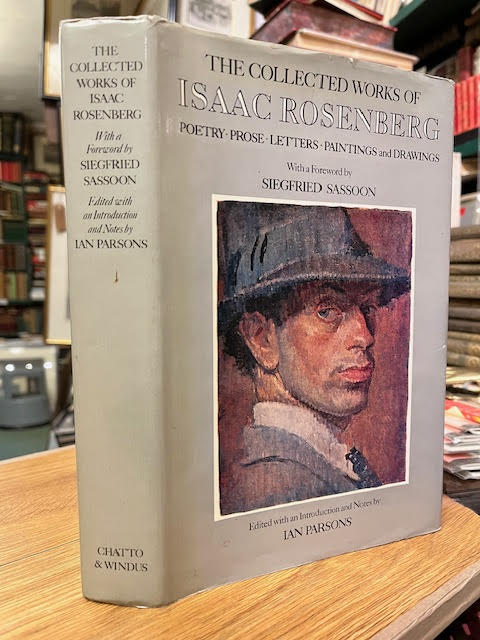 THE
COLLECTED
WORKS OF
ISAAC
ROSENBERG
With a
Foreword by
SIEGFRIED
SASSOON
Edited with
an Introduction
and Notes by
IAN PARSONS
CHATTO
& WINDUS
THE COLLECTED WORKS OF
ISAAC ROSENBERG
POETRY · PROSE · LETTERS · PAINTINGS and DRAWINGS
With a Foreword by
SIEGFRIED SASSOON
Edited with an Introduction and Notes by
IAN PARSONS